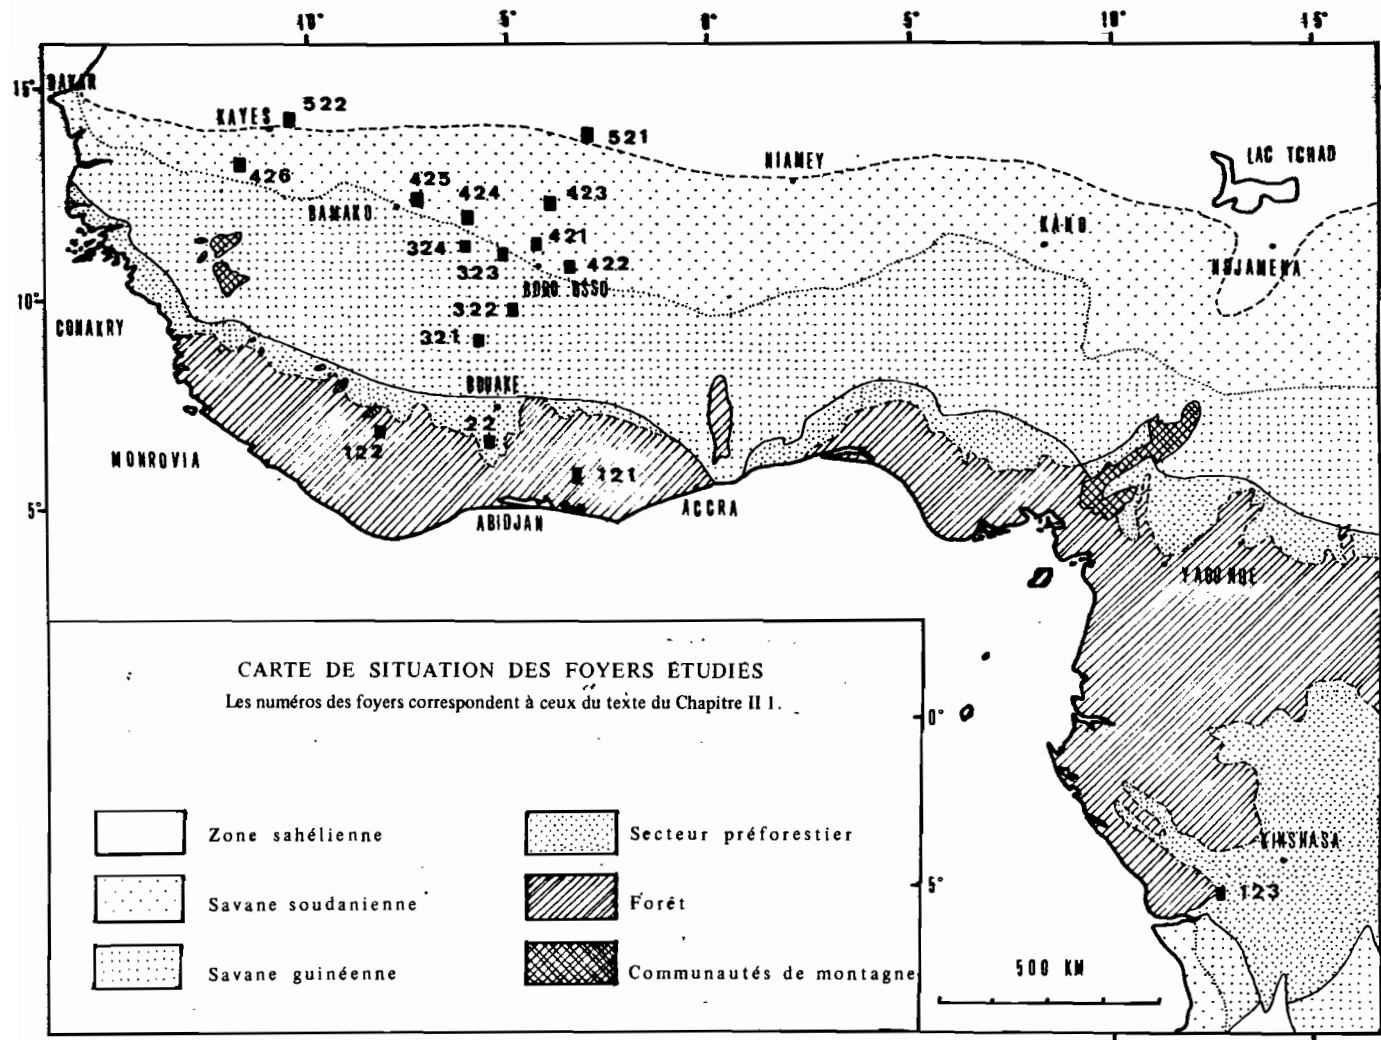 10° 5° 0° 5° 10° 15°
15°
DAKAR
KAYES
522
521
NIAMEY
LAC TCHAD
426
425
424
423
BAMAKO
KANO
324
421
323
422
NDJAMENA
10°
BOBO
322
CONAKRY
321
BOUAKE
22
122
MONROVIA
121
5°
ABIDJAN
ACCRA
YAOUNDE
CARTE DE SITUATION DES FOYERS ÉTUDIÉS
Les numéros des foyers correspondent à ceux du texte du Chapitre II 1.
0°
Zone sahélienne
Secteur préforestier
KINSHASA
5°
123
Savane soudanienne
Forêt
Savane guinéenne
Communautés de montagne
500 KM